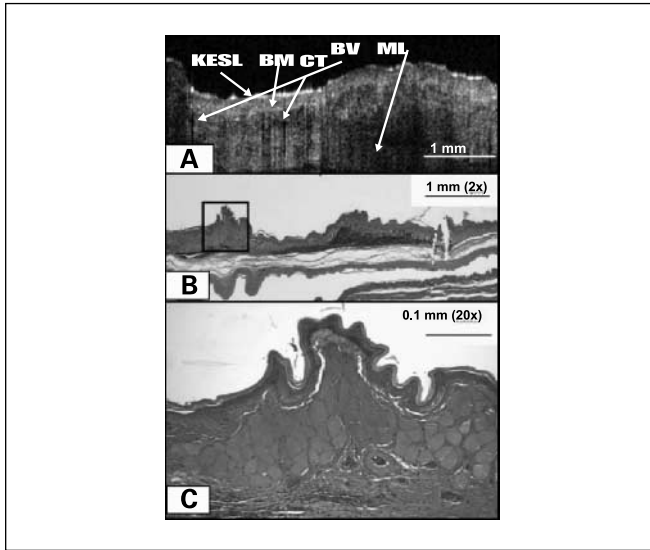 KESL BM CT BV ML
1 mm
A
1 mm (2x)
B
0.1 mm (20x)
C